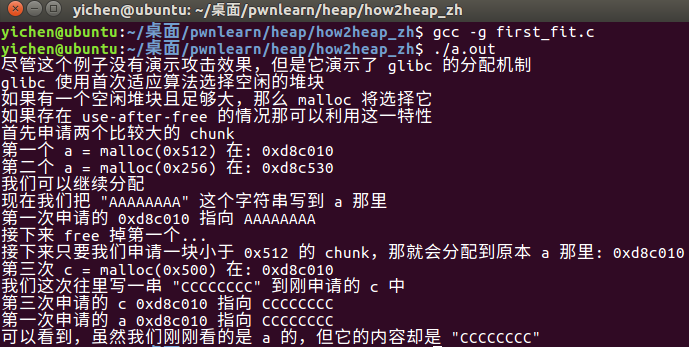 yichen@ubuntu: ~/桌面/pwnlearn/heap/how2heap_zh
yichen@ubuntu:~/桌面/pwnlearn/heap/how2heap_zh$ gcc -g first_fit.c
yichen@ubuntu:~/桌面/pwnlearn/heap/how2heap_zh$ ./a.out
尽管这个例子没有演示攻击效果，但是它演示了 glibc 的分配机制
glibc 使用首次适应算法选择空闲的堆块
如果有一个空闲堆块且足够大，那么 malloc 将选择它
如果存在 use-after-free 的情况那可以利用这一特性
首先申请两个比较大的 chunk
第一个 a = malloc(0x512) 在: 0xd8c010
第二个 a = malloc(0x256) 在: 0xd8c530
我们可以继续分配
现在我们把 "AAAAAAAA" 这个字符串写到 a 那里
第一次申请的 0xd8c010 指向 AAAAAAAA
接下来 free 掉第一个...
接下来只要我们申请一块小于 0x512 的 chunk，那就会分配到原本 a 那里: 0xd8c010
第三次 c = malloc(0x500) 在: 0xd8c010
我们这次往里写一串 "CCCCCCCC" 到刚申请的 c 中
第三次申请的 c 0xd8c010 指向 CCCCCCCC
第一次申请的 a 0xd8c010 指向 CCCCCCCC
可以看到，虽然我们刚刚看的是 a 的，但它的内容却是 "CCCCCCCC"